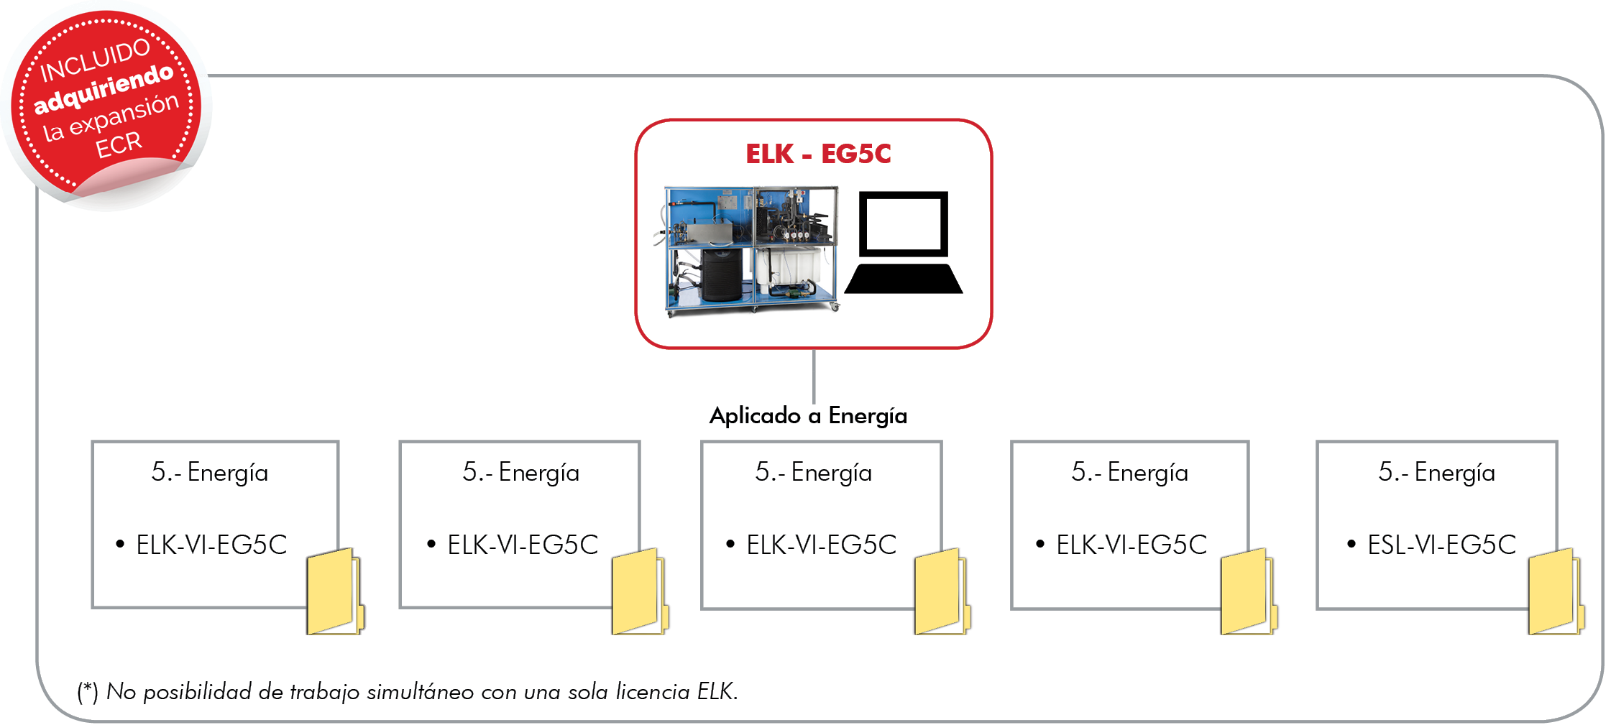 INCLUIDO
adquiriendo
la expansión
ECR
ELK - EG5C
Aplicado a Energía
5.- Energía
• ELK-VI-EG5C
5.- Energía
• ELK-VI-EG5C
5.- Energía
• ELK-VI-EG5C
5.- Energía
• ELK-VI-EG5C
5.- Energía
• ESL-VI-EG5C
(*) No posibilidad de trabajo simultáneo con una sola licencia ELK.